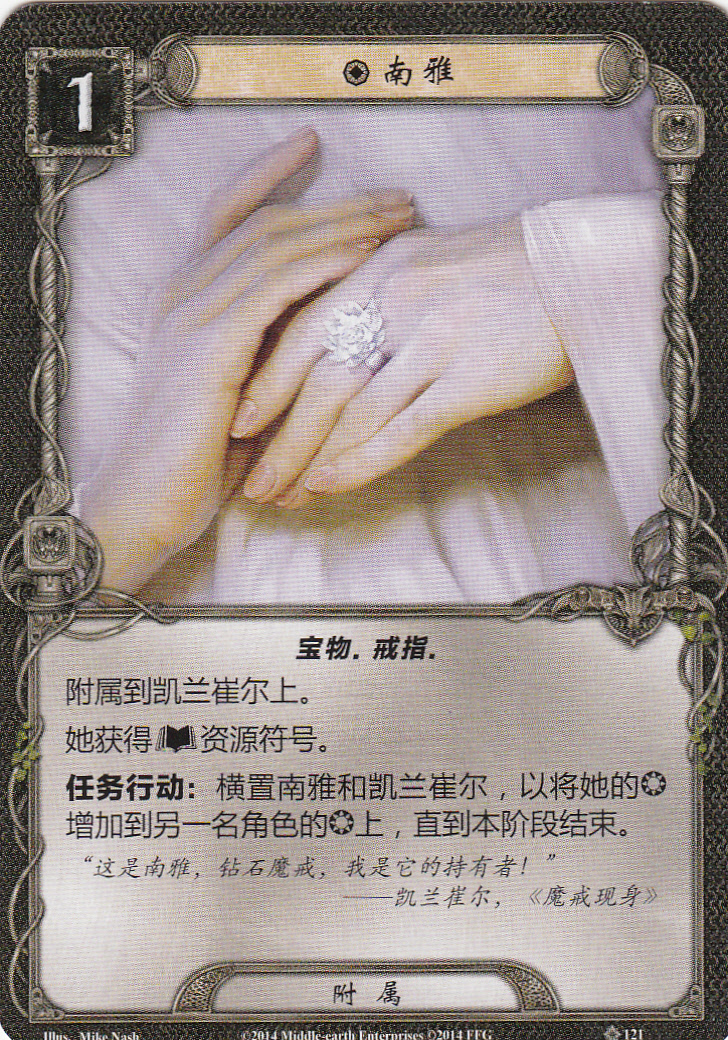 1
南雅
宝物. 戒指.
附属到凯兰崔尔上。
她获得资源符号。
任务行动：横置南雅和凯兰崔尔，以将她的
增加到另一名角色的上，直到本阶段结束。
“这是南雅，钻石魔戒，我是它的持有者！”
——凯兰崔尔，《魔戒现身》
附属
Illus. Mike Nash ©2014 Middle-earth Enterprises ©2014 FFG 121